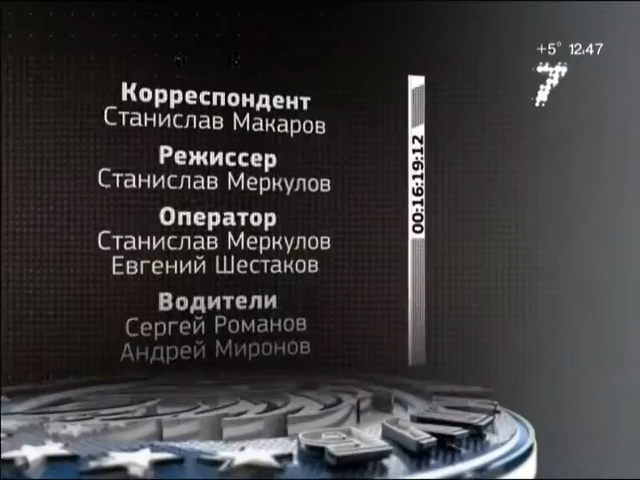 +5° 12.47
7
Корреспондент
Станислав Макаров
Режиссер
Станислав Меркулов
Оператор
Станислав Меркулов
Евгений Шестаков
Водители
Сергей Романов
Андрей Миронов
00:16:19:12